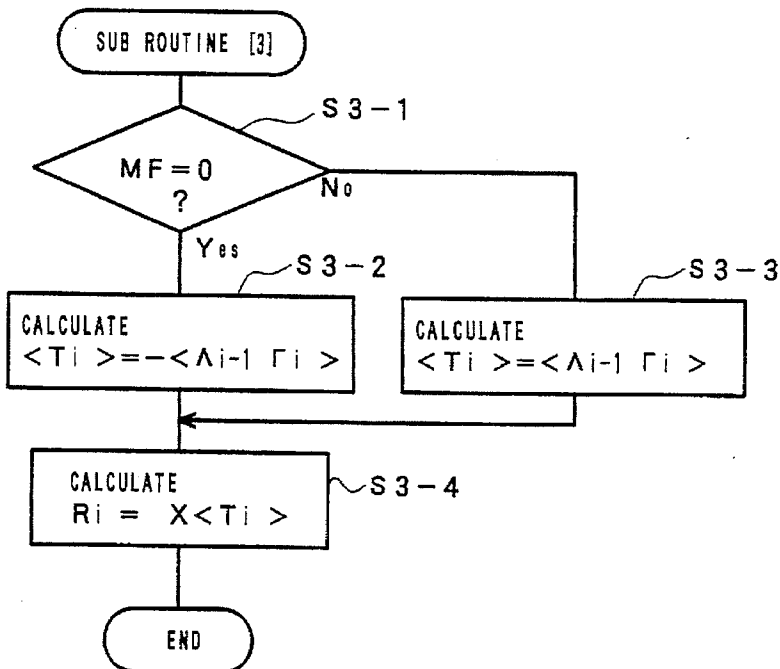 SUB ROUTINE [3]
S3-1
MF=0
?
No
Yes
S3-2
S3-3
CALCULATE
<Ti>=-<Λi-1 Γi>
CALCULATE
<Ti>=<Λi-1 Γi>
CALCULATE
Ri = X<Ti>
S3-4
END